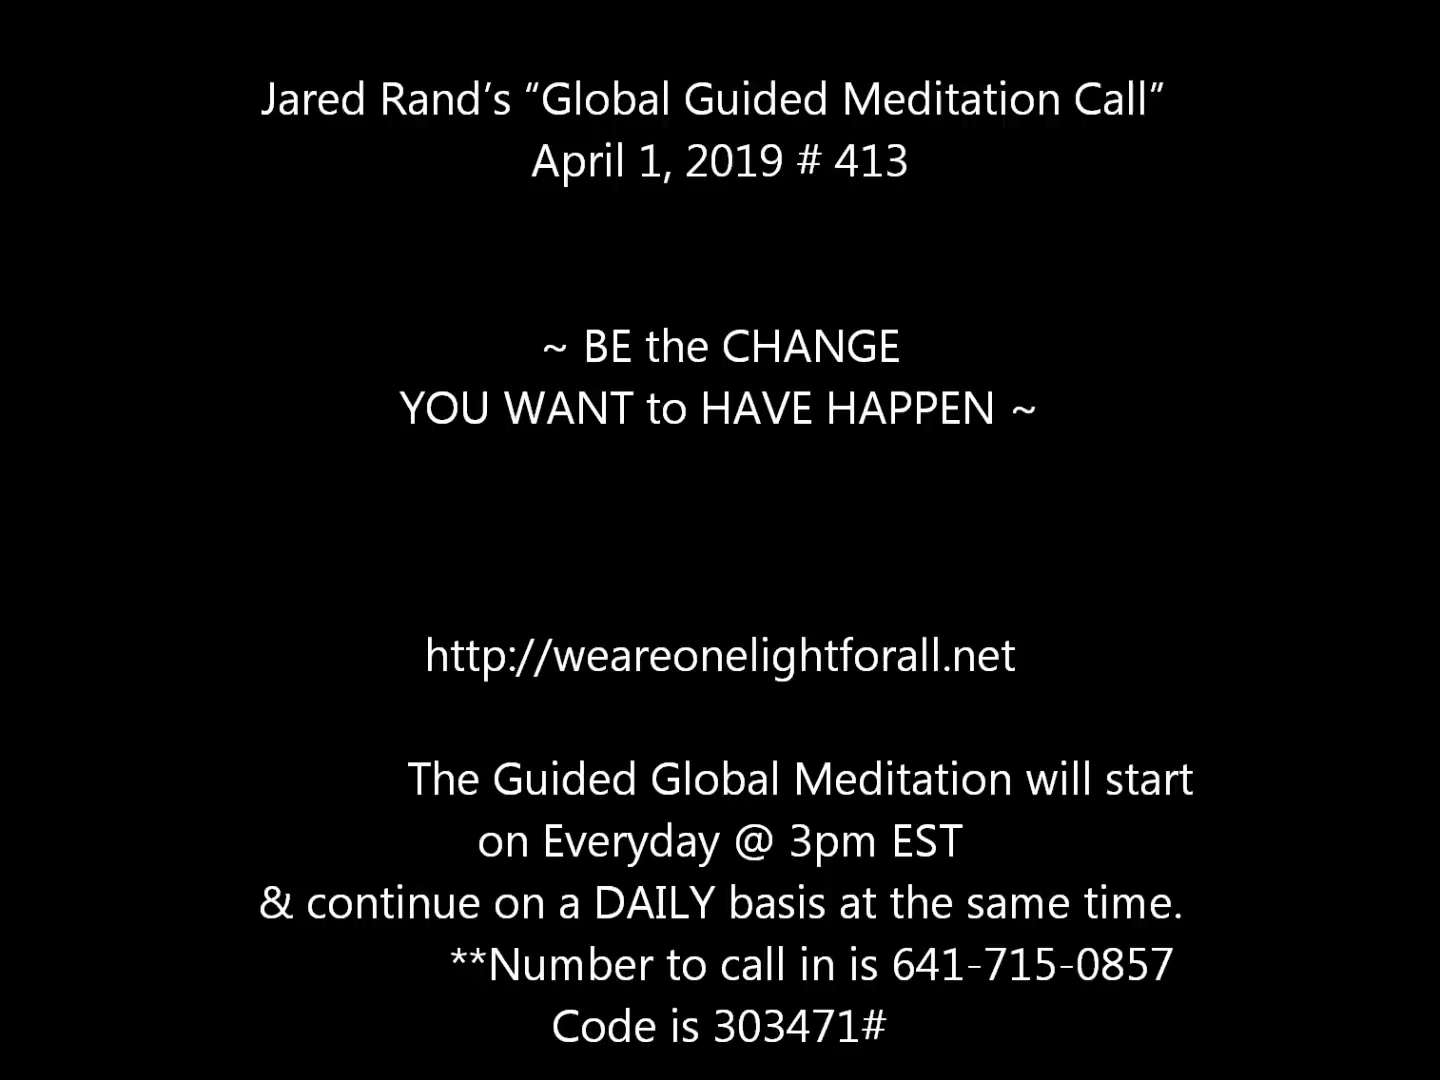 Jared Rand’s “Global Guided Meditation Call”
April 1, 2019 # 413
~ BE the CHANGE
YOU WANT to HAVE HAPPEN ~
http://weareonelightforall.net
The Guided Global Meditation will start
on Everyday @ 3pm EST
& continue on a DAILY basis at the same time.
**Number to call in is 641-715-0857
Code is 303471#